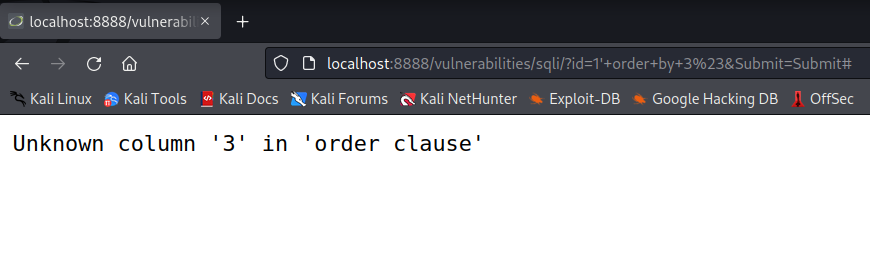 localhost:8888/vulnerabil
localhost:8888/vulnerabilities/sqli/?id=1'+order+by+3%23&Submit=Submit#
Kali Linux Kali Tools Kali Docs Kali Forums Kali NetHunter Exploit-DB Google Hacking DB OffSec
Unknown column '3' in 'order clause'